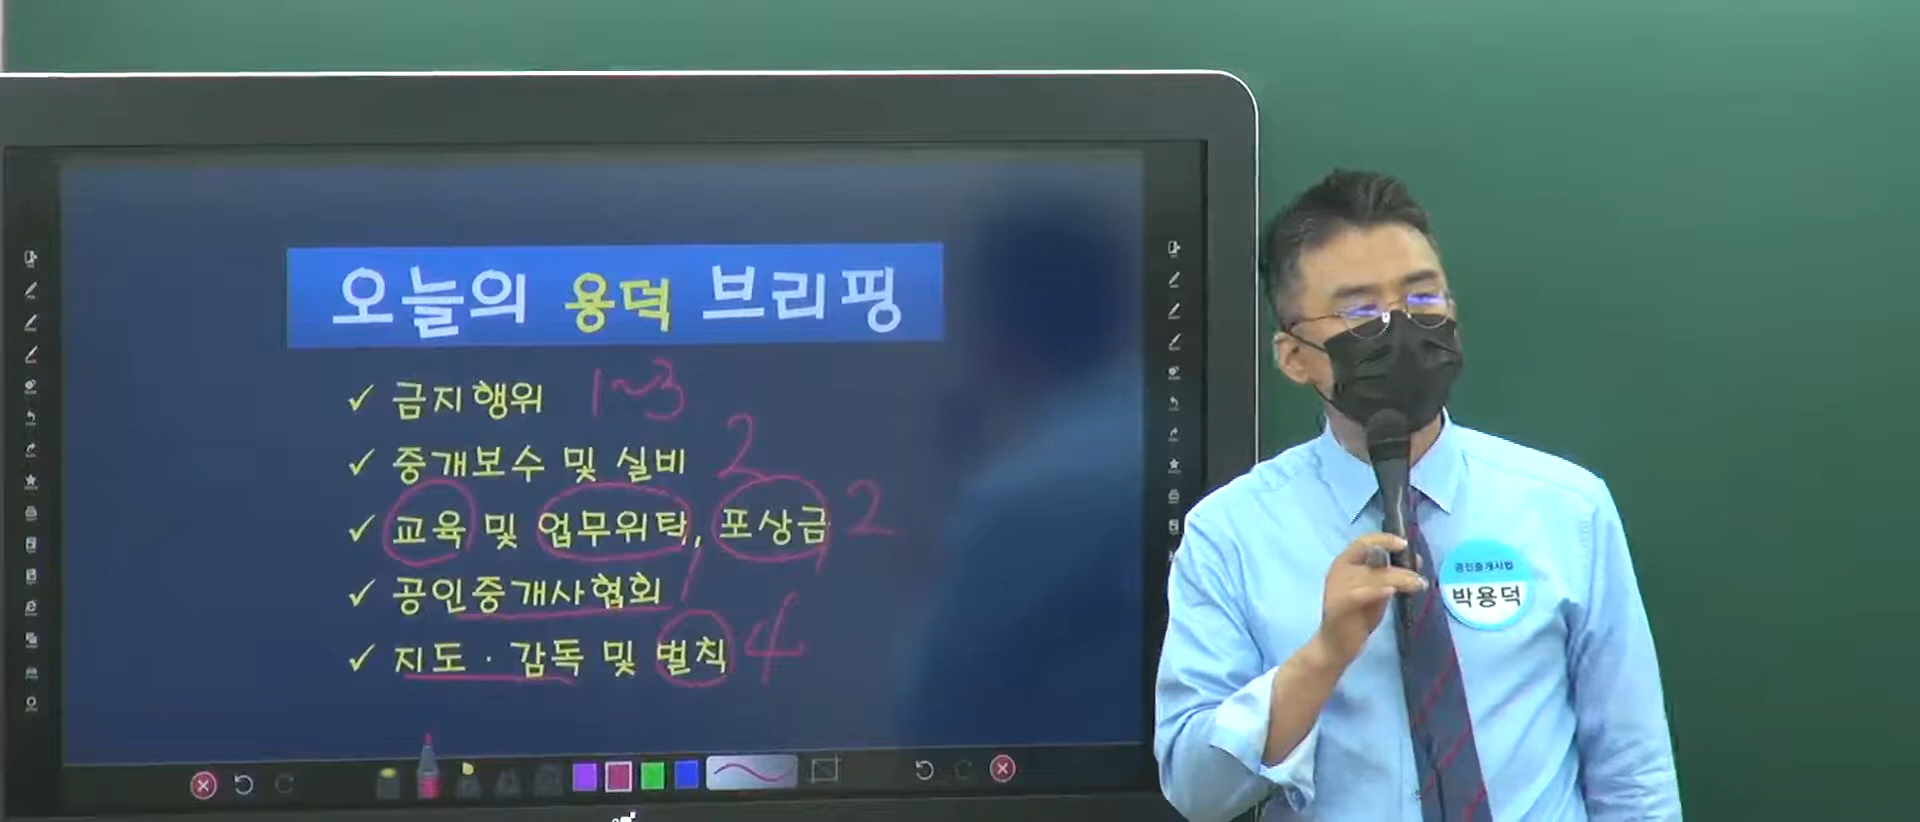 오늘의 용덕 브리핑
✓ 금지행위 1~3
✓ 중개보수 및 실비 2
✓ 교육 및 업무위탁, 포상금 2
✓ 공인중개사협회 1
✓ 지도·감독 및 벌칙 4
공인중개사법
박용덕